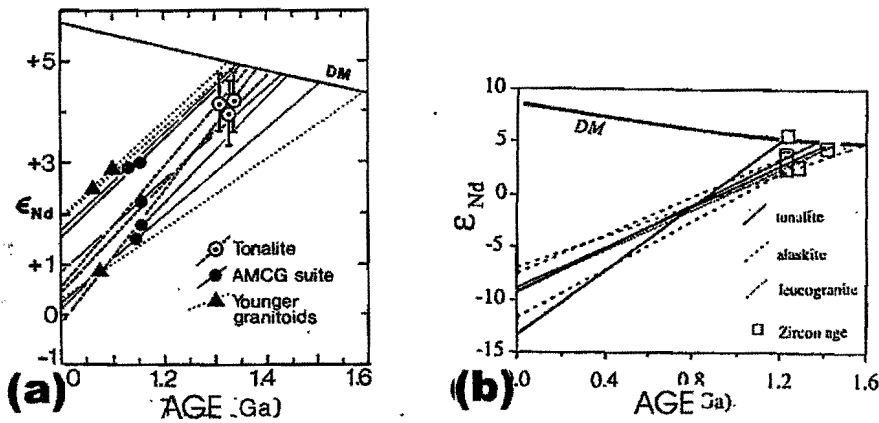 +5
+3
εNd
+1
0
-1
DM
Tonalite
AMCG suite
Younger
granitoids
1.2
1.4
1.6
(a)
AGE (Ga)
10
5
0
-5
-10
-15
εNd
DM
tonalite
alaskite
leucogranite
Zircon age
0.4
0.8
1.2
1.6
(b)
AGE